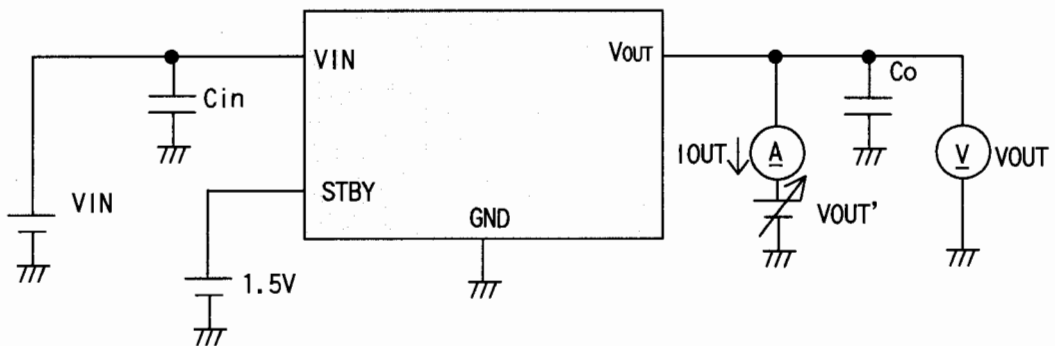 VIN
VOUT
Cin
Co
IOUT
A
V
VOUT
STBY
VIN
VOUT'
GND
1.5V